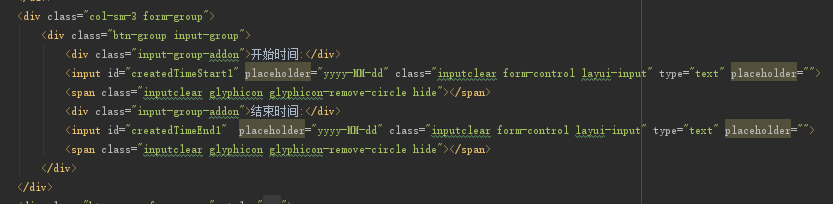 <div class="col-sm-3 form-group">
<div class="btn-group input-group">
<div class="input-group-addon">开始时间:</div>
<input id="createdTimeStart1" placeholder="yyyy-MM-dd" class="inputclear form-control layui-input" type="text" placeholder="">
<span class="inputclear glyphicon glyphicon-remove-circle hide"></span>
<div class="input-group-addon">结束时间:</div>
<input id="createdTimeEnd1" placeholder="yyyy-MM-dd" class="inputclear form-control layui-input" type="text" placeholder="">
<span class="inputclear glyphicon glyphicon-remove-circle hide"></span>
</div>
</div>